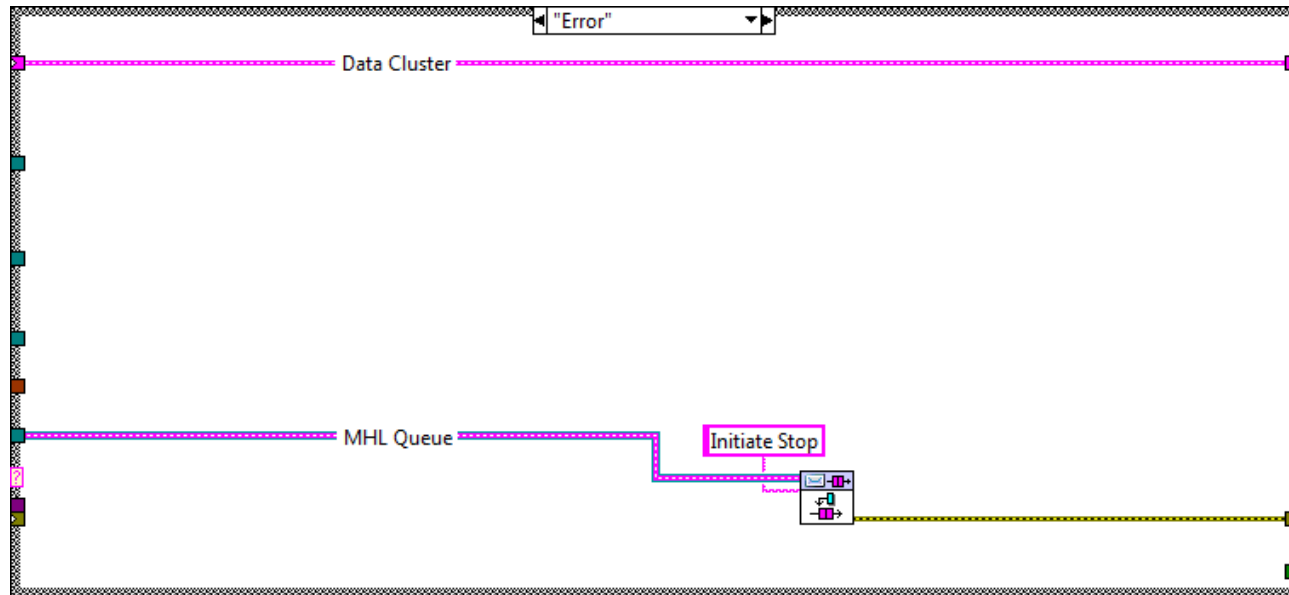 "Error"
Data Cluster
MHL Queue
Initiate Stop
?